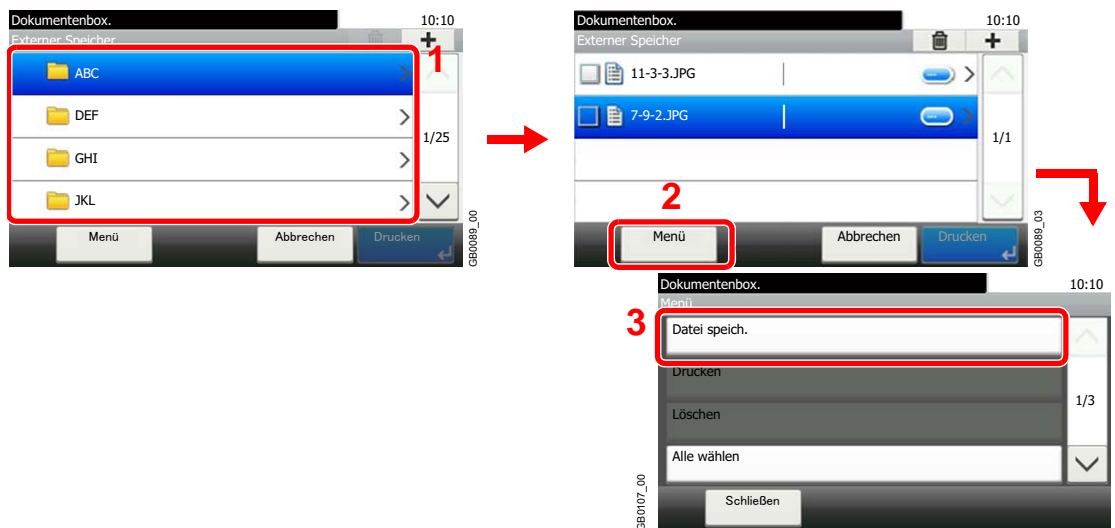 Dokumentenbox. 10:10
Externer Speicher
1
ABC
DEF
1/25
GHI
JKL
Menü Abbrechen Drucken
GB0089_00
Dokumentenbox. 10:10
Externer Speicher
11-3-3.JPG
7-9-2.JPG
1/1
2
Menü Abbrechen Drucken
GB0089_03
Dokumentenbox. 10:10
Menü
3
Datei speich.
Drucken
1/3
Löschen
Alle wählen
Schließen
GB0107_00